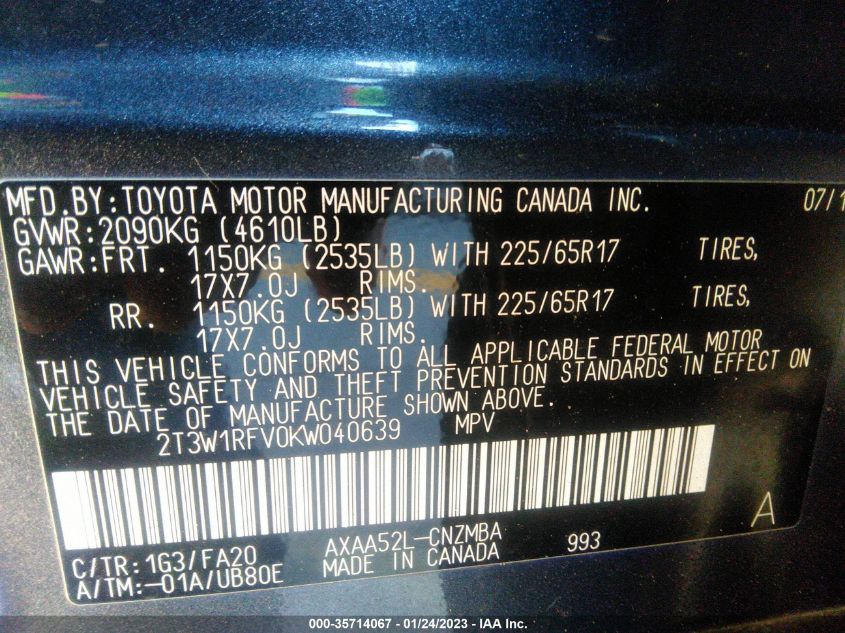 MFD.BY:TOYOTA MOTOR MANUFACTURING CANADA INC. 07/1
GVWR:2090KG (4610LB)
GAWR:FRT. 1150KG (2535LB) WITH 225/65R17 TIRES,
17X7.0J RIMS.
RR. 1150KG (2535LB) WITH 225/65R17 TIRES,
17X7.0J RIMS.
THIS VEHICLE CONFORMS TO ALL APPLICABLE FEDERAL MOTOR
VEHICLE SAFETY AND THEFT PREVENTION STANDARDS IN EFFECT ON
THE DATE OF MANUFACTURE SHOWN ABOVE.
2T3W1RFV0KW040639 MPV
A
C/TR:1G3/FA20 AXAA52L-CNZMBA 993
A/TM:-01A/UB80E MADE IN CANADA
000-35714067 - 01/24/2023 - IAA Inc.